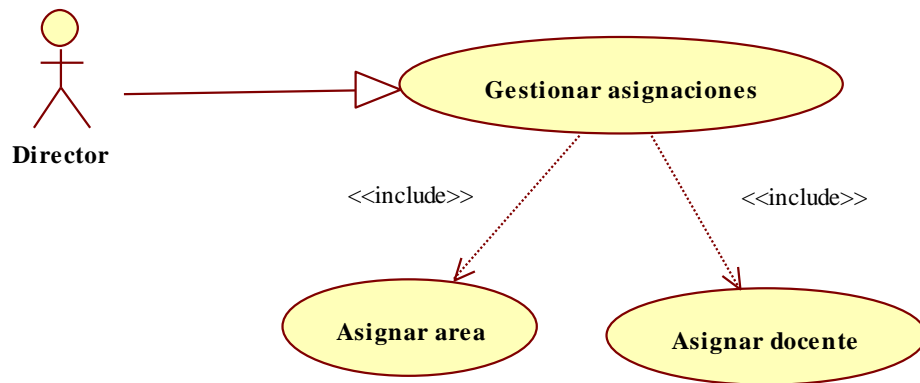 Gestionar asignaciones
Director
<<include>>
<<include>>
Asignar area
Asignar docente